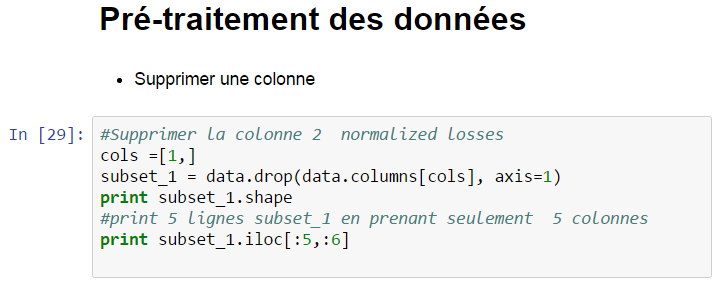 Pré-traitement des données
• Supprimer une colonne
In [29]: #Supprimer la colonne 2  normalized losses
cols =[1,]
subset_1 = data.drop(data.columns[cols], axis=1)
print subset_1.shape
#print 5 lignes subset_1 en prenant seulement  5 colonnes
print subset_1.iloc[:5,:6]